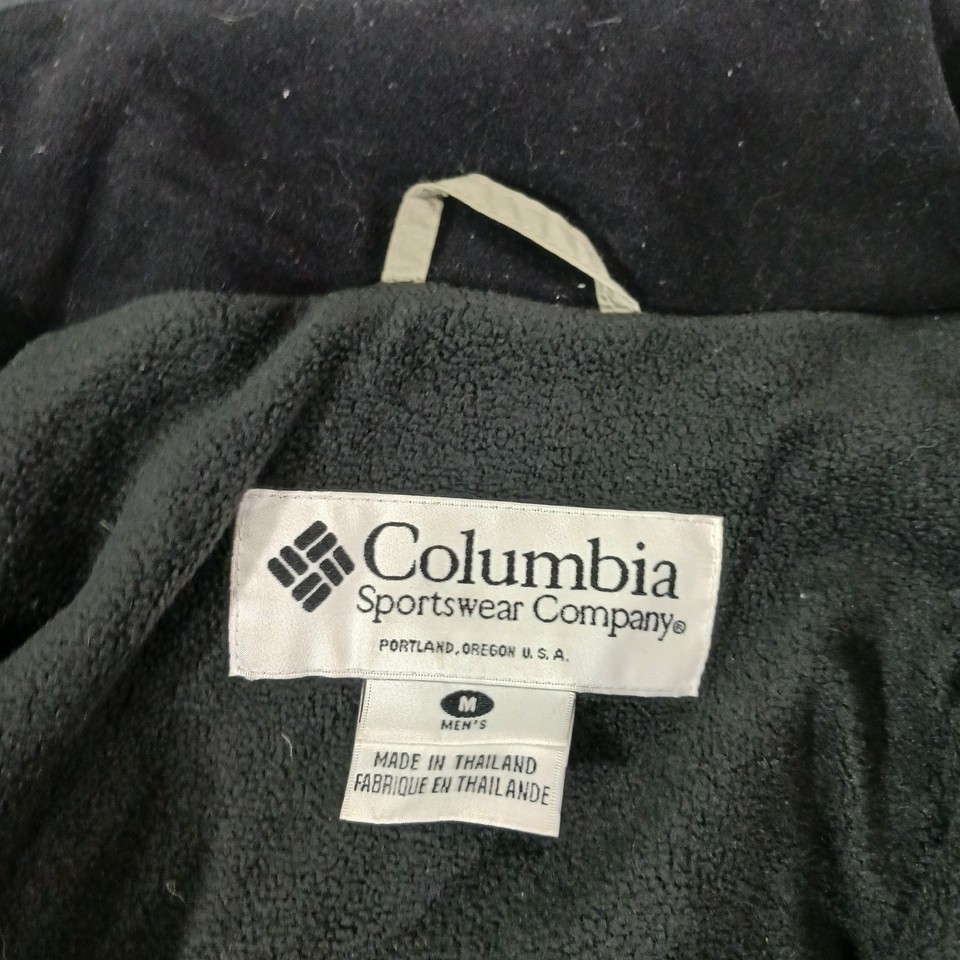 Columbia
Sportswear Company®
PORTLAND, OREGON U.S.A.
M
MEN'S
MADE IN THAILAND
FABRIQUE EN THAILANDE